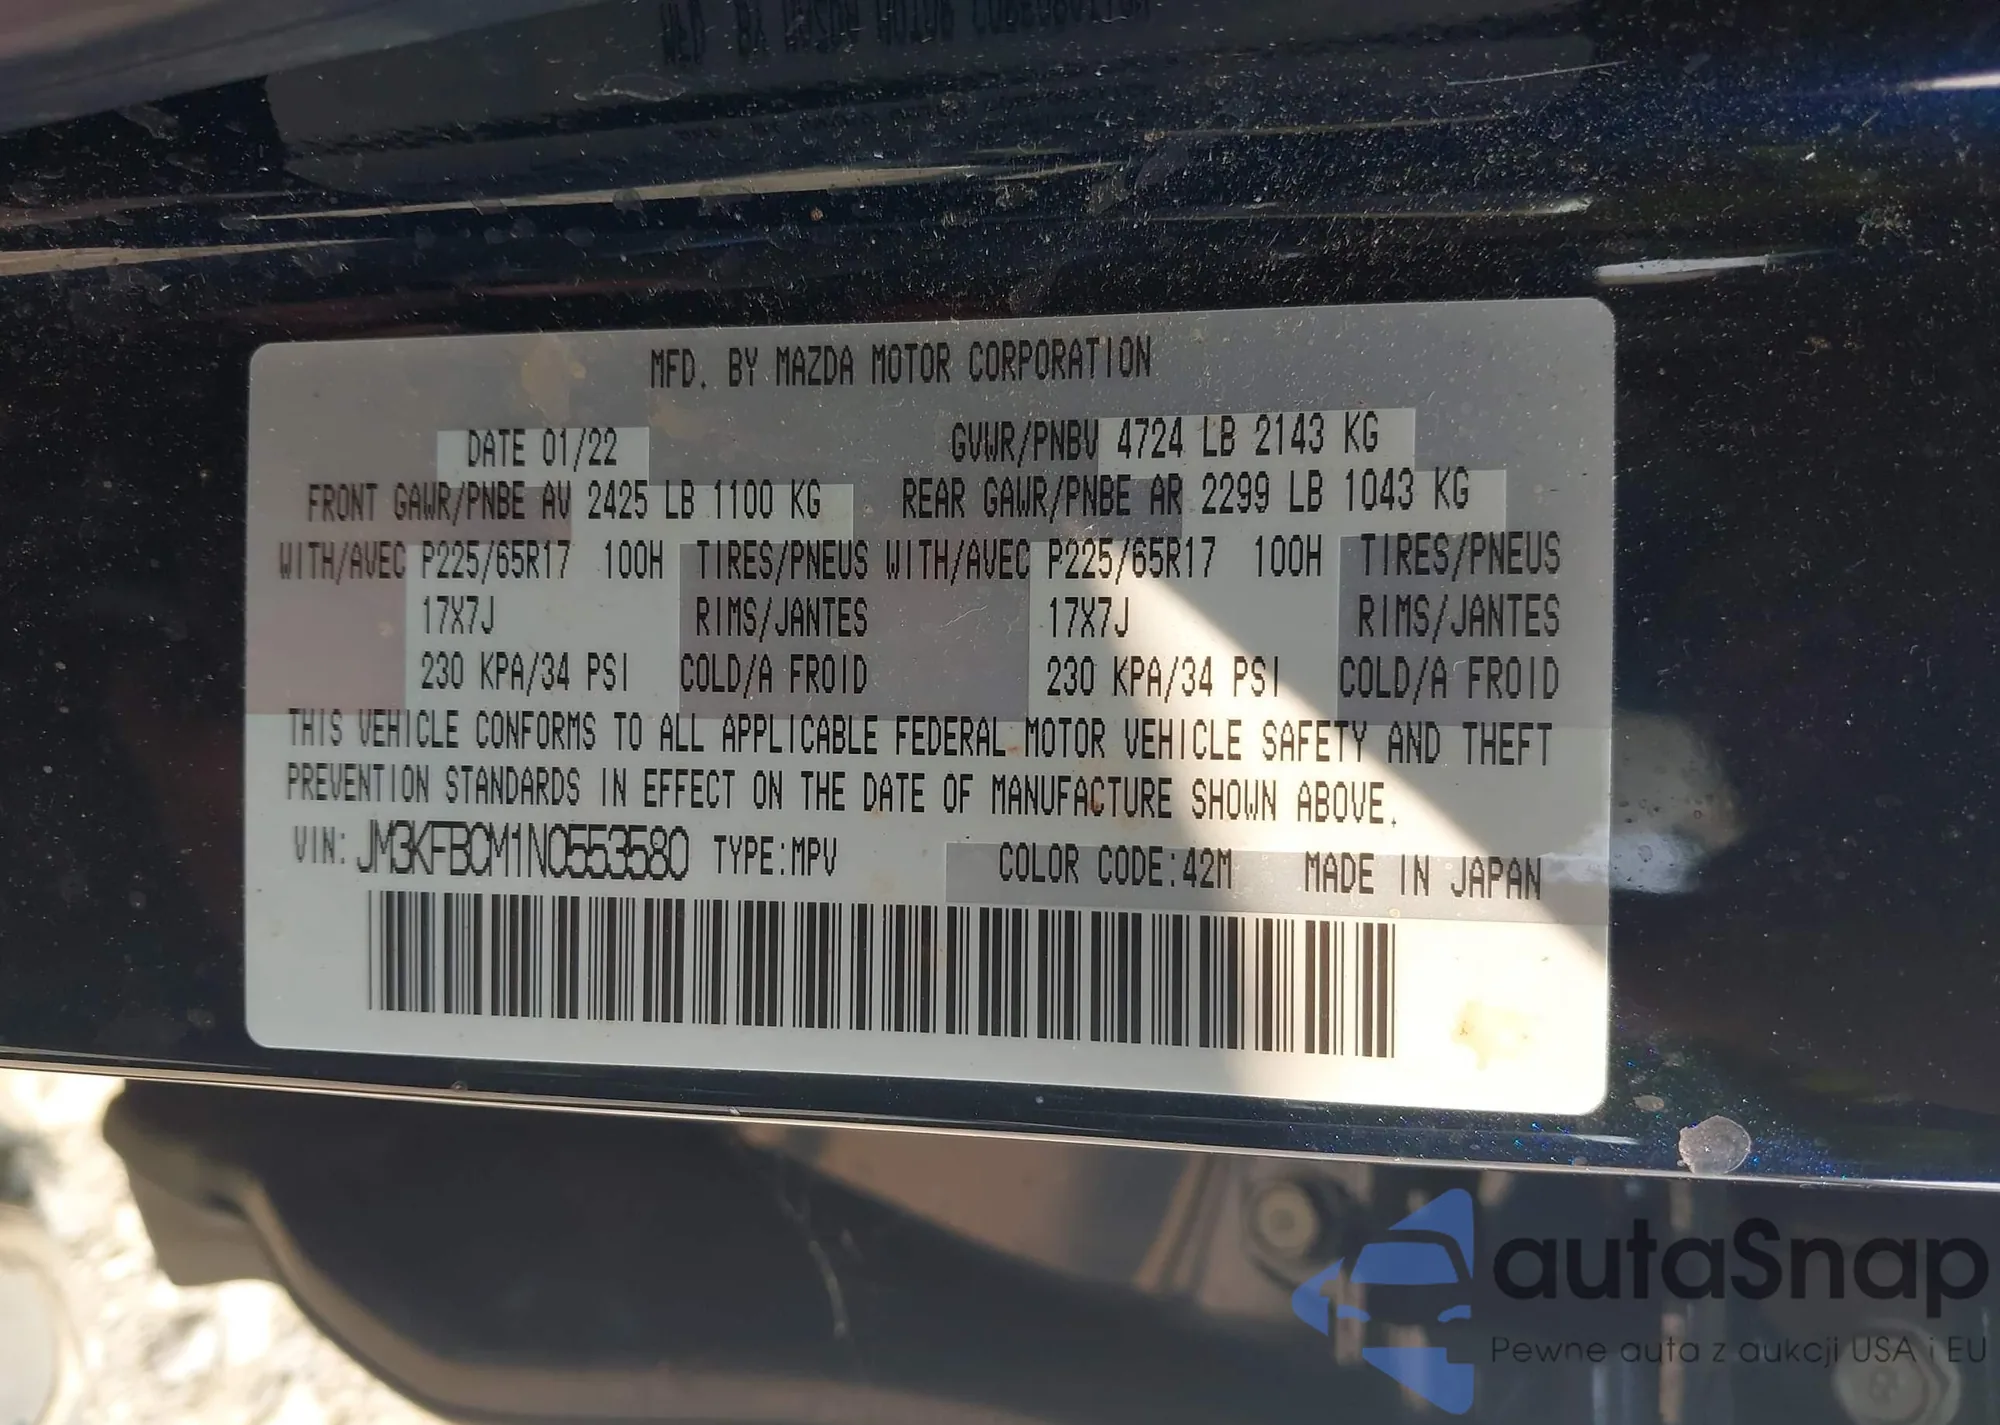 MFD. BY MAZDA MOTOR CORPORATION
DATE 01/22 GVWR/PNBV 4724 LB 2143 KG
FRONT GAWR/PNBE AV 2425 LB 1100 KG REAR GAWR/PNBE AR 2299 LB 1043 KG
WITH/AVEC P225/65R17 100H TIRES/PNEUS WITH/AVEC P225/65R17 100H TIRES/PNEUS
17X7J RIMS/JANTES 17X7J RIMS/JANTES
230 KPA/34 PSI COLD/A FROID 230 KPA/34 PSI COLD/A FROID
THIS VEHICLE CONFORMS TO ALL APPLICABLE FEDERAL MOTOR VEHICLE SAFETY AND THEFT
PREVENTION STANDARDS IN EFFECT ON THE DATE OF MANUFACTURE SHOWN ABOVE.
VIN: JM3KFBCM1N0553580 TYPE:MPV COLOR CODE:42M MADE IN JAPAN
autaSnap
Pewne auta z aukcji USA i EU